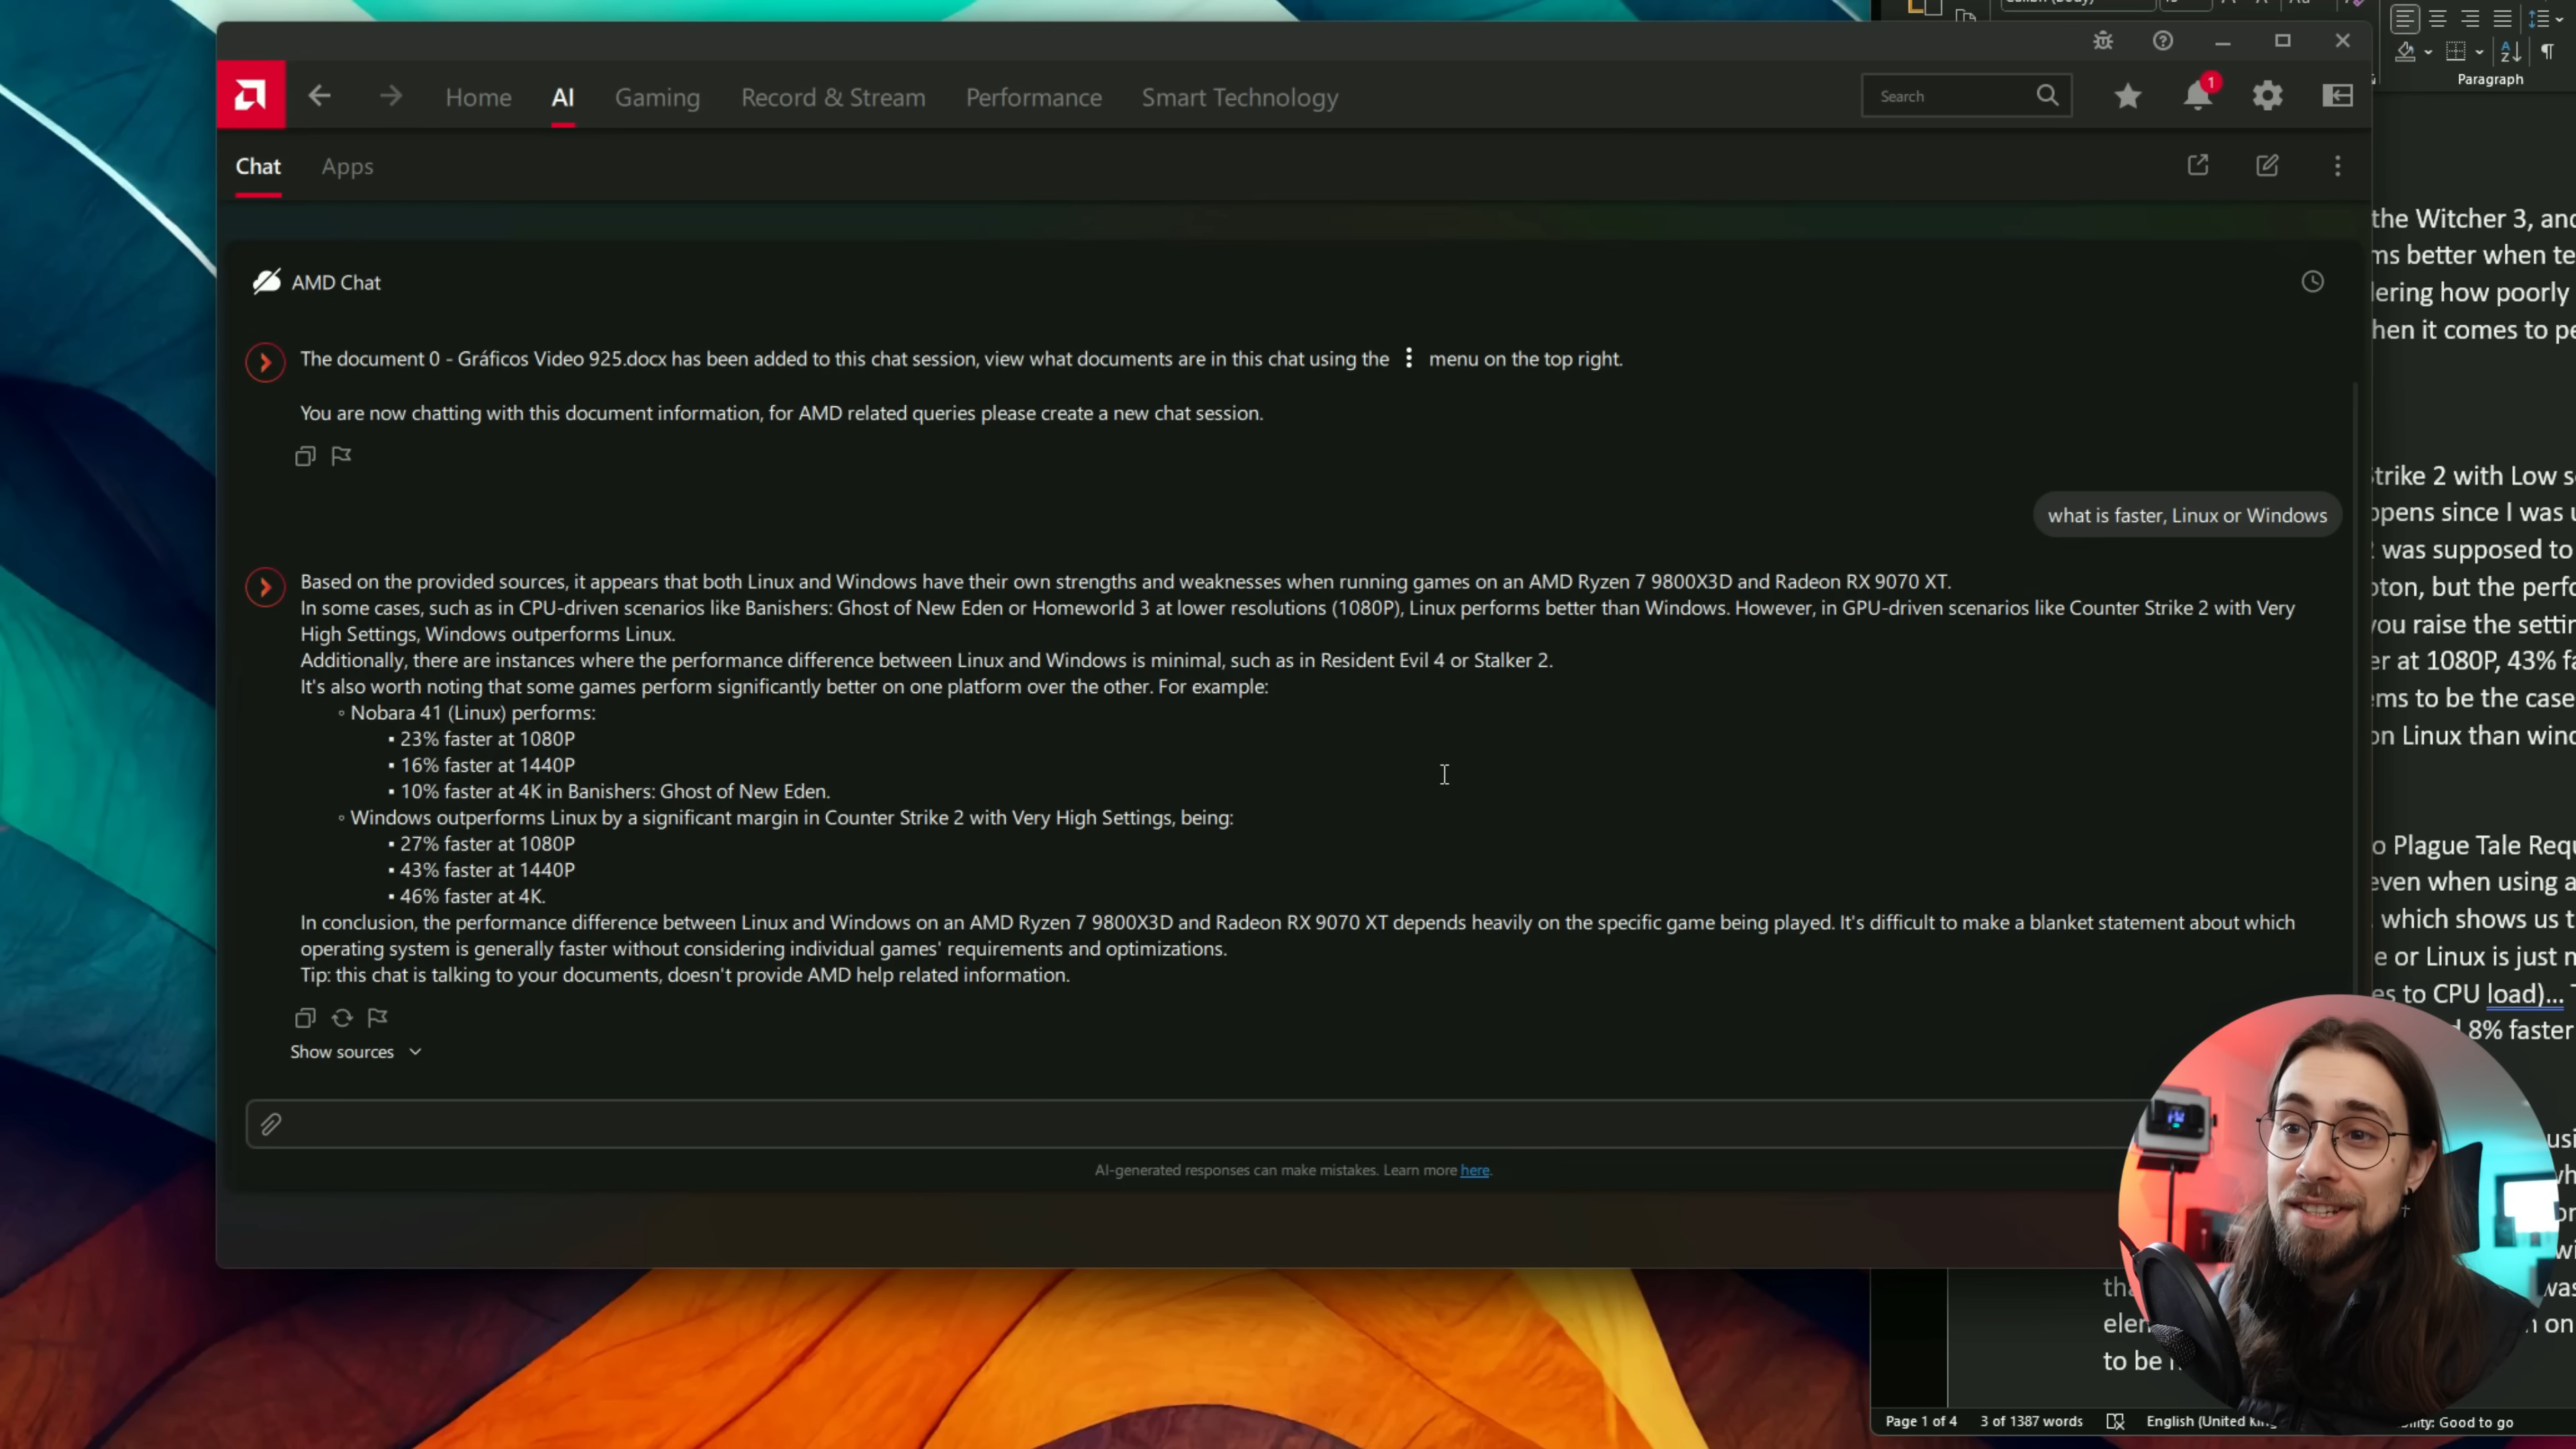 Paragraph
Home
AI
Gaming
Record & Stream
Performance
Smart Technology
Search
1
Chat
Apps
AMD Chat
The document 0 - Gráficos Video 925.docx has been added to this chat session, view what documents are in this chat using the ⋮ menu on the top right.
You are now chatting with this document information, for AMD related queries please create a new chat session.
what is faster, Linux or Windows
Based on the provided sources, it appears that both Linux and Windows have their own strengths and weaknesses when running games on an AMD Ryzen 7 9800X3D and Radeon RX 9070 XT.
In some cases, such as in CPU-driven scenarios like Banishers: Ghost of New Eden or Homeworld 3 at lower resolutions (1080P), Linux performs better than Windows. However, in GPU-driven scenarios like Counter Strike 2 with Very
High Settings, Windows outperforms Linux.
Additionally, there are instances where the performance difference between Linux and Windows is minimal, such as in Resident Evil 4 or Stalker 2.
It's also worth noting that some games perform significantly better on one platform over the other. For example:
◦ Nobara 41 (Linux) performs:
▪ 23% faster at 1080P
▪ 16% faster at 1440P
▪ 10% faster at 4K in Banishers: Ghost of New Eden.
◦ Windows outperforms Linux by a significant margin in Counter Strike 2 with Very High Settings, being:
▪ 27% faster at 1080P
▪ 43% faster at 1440P
▪ 46% faster at 4K.
In conclusion, the performance difference between Linux and Windows on an AMD Ryzen 7 9800X3D and Radeon RX 9070 XT depends heavily on the specific game being played. It's difficult to make a blanket statement about which
operating system is generally faster without considering individual games' requirements and optimizations.
Tip: this chat is talking to your documents, doesn't provide AMD help related information.
Show sources
AI-generated responses can make mistakes. Learn more here.
the Witcher 3, and
better when
how poorly
it comes to
2 with Low
since I was
was supposed to
but the
you raise the
at 1080P, 43%
to be the case
on Linux than
Plague Tale
even when using a
which shows us
or Linux is just
to CPU load)...
8% faster
to be
Page 1 of 4
3 of 1387 words
English (United
Good to go